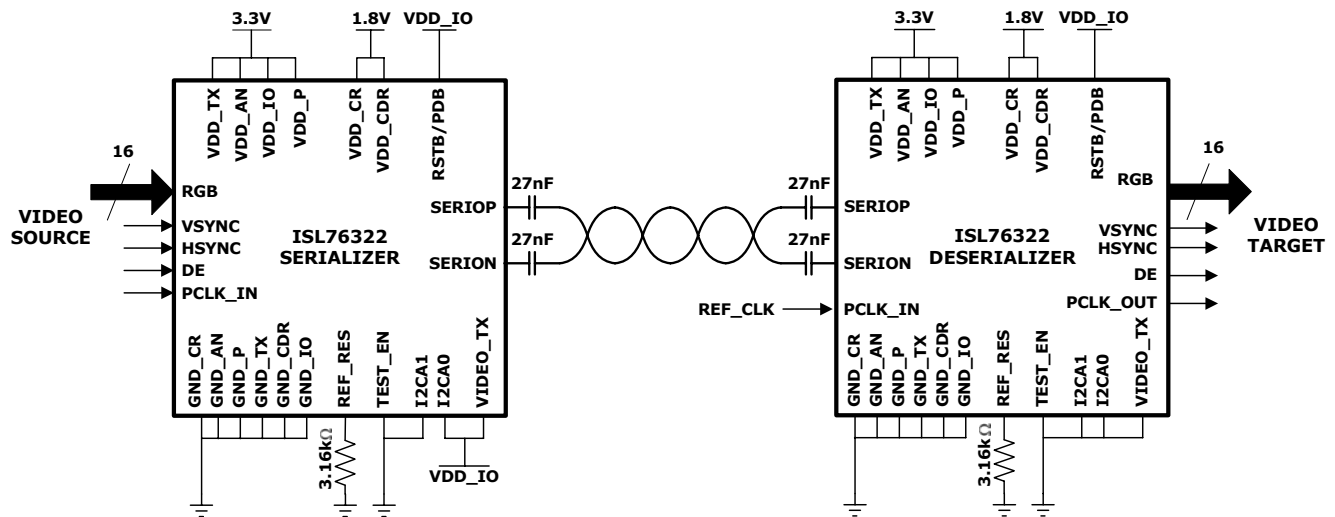 3.3V
1.8V
VDD_IO
VDD_TX
VDD_AN
VDD_IO
VDD_P
VDD_CR
VDD_CDR
RSTB/PDB
16
RGB
VIDEO
SOURCE
VSYNC
HSYNC
DE
PCLK_IN
ISL76322
SERIALIZER
SERIOP
SERION
27nF
27nF
GND_CR
GND_AN
GND_P
GND_TX
GND_CDR
GND_IO
REF_RES
TEST_EN
I2CA1
I2CA0
VIDEO_TX
3.16kΩ
VDD_IO
3.3V
1.8V
VDD_IO
VDD_TX
VDD_AN
VDD_IO
VDD_P
VDD_CR
VDD_CDR
RSTB/PDB
27nF
27nF
SERIOP
SERION
ISL76322
DESERIALIZER
REF_CLK
PCLK_IN
RGB
16
VSYNC
HSYNC
DE
PCLK_OUT
VIDEO
TARGET
GND_CR
GND_AN
GND_P
GND_TX
GND_CDR
GND_IO
REF_RES
TEST_EN
I2CA1
I2CA0
VIDEO_TX
3.16kΩ